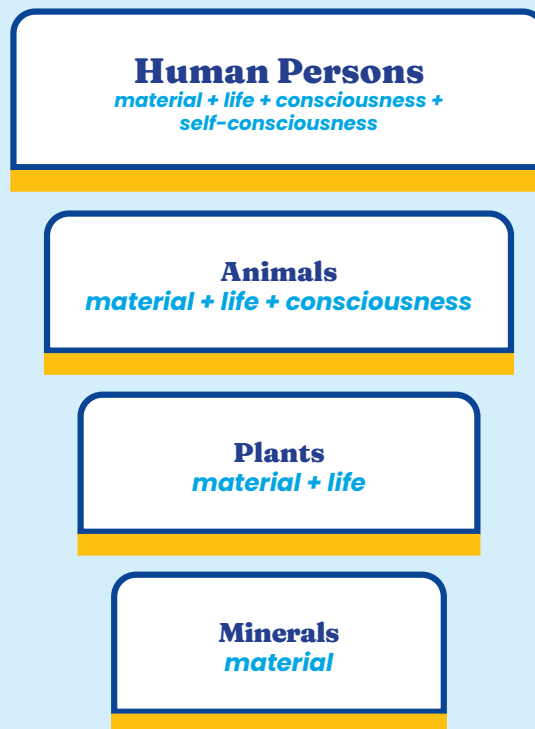 Human Persons
material + life + consciousness +
self-consciousness
Animals
material + life + consciousness
Plants
material + life
Minerals
material